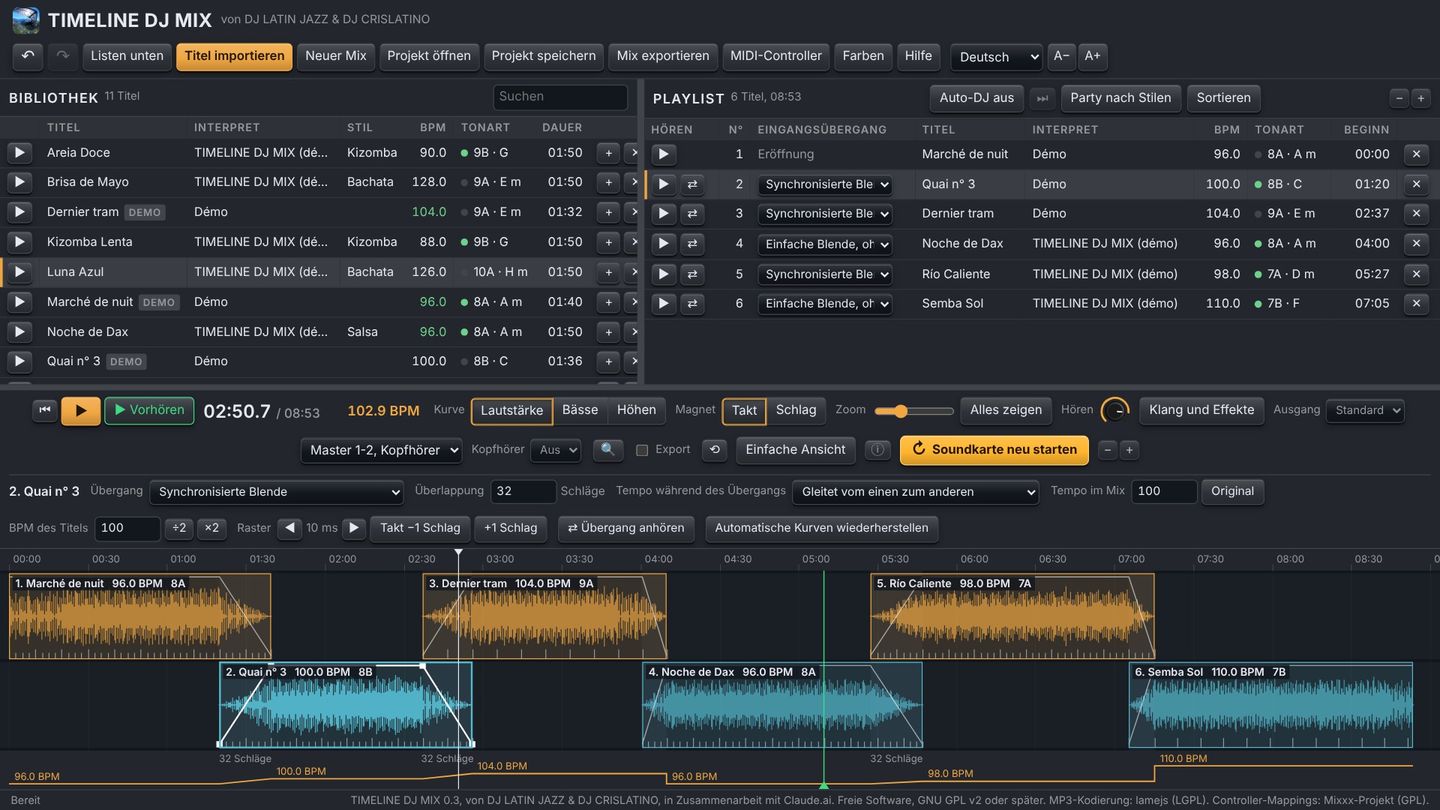 TIMELINE DJ MIX von DJ LATIN JAZZ & DJ CRISLATINO
↶ ↷ Listen unten Titel importieren Neuer Mix Projekt öffnen Projekt speichern Mix exportieren MIDI-Controller Farben Hilfe Deutsch A− A+
BIBLIOTHEK 11 Titel Suchen
TITEL INTERPRET STIL BPM TONART DAUER
Areia Doce TIMELINE DJ MIX (dé… Kizomba 90.0 9B · G 01:50 + ×
Brisa de Mayo TIMELINE DJ MIX (dé… Bachata 128.0 9A · E m 01:50 + ×
Dernier tram DEMO Démo 104.0 9A · E m 01:32 + ×
Kizomba Lenta TIMELINE DJ MIX (dé… Kizomba 88.0 9B · G 01:50 + ×
Luna Azul TIMELINE DJ MIX (dé… Bachata 126.0 10A · H m 01:50 + ×
Marché de nuit DEMO Démo 96.0 8A · A m 01:40 + ×
Noche de Dax TIMELINE DJ MIX (dé… Salsa 96.0 8A · A m 01:50 + ×
Quai n° 3 DEMO Démo 100.0 8B · C 01:36 + ×
PLAYLIST 6 Titel, 08:53 Auto-DJ aus Party nach Stilen Sortieren − +
HÖREN N° EINGANGSÜBERGANG TITEL INTERPRET BPM TONART BEGINN
1 Eröffnung Marché de nuit Démo 96.0 8A · A m 00:00 ×
2 Synchronisierte Ble Quai n° 3 Démo 100.0 8B · C 01:20 ×
3 Synchronisierte Ble Dernier tram Démo 104.0 9A · E m 02:37 ×
4 Einfache Blende, oh Noche de Dax TIMELINE DJ MIX (démo) 96.0 8A · A m 04:00 ×
5 Synchronisierte Ble Río Caliente TIMELINE DJ MIX (démo) 98.0 7A · D m 05:27 ×
6 Einfache Blende, oh Semba Sol TIMELINE DJ MIX (démo) 110.0 7B · F 07:05 ×
Vorhören 02:50.7 / 08:53 102.9 BPM Kurve Lautstärke Bässe Höhen Magnet Takt Schlag Zoom Alles zeigen Hören Klang und Effekte Ausgang Standard
Master 1-2, Kopfhörer Kopfhörer Aus Export Einfache Ansicht Soundkarte neu starten − +
2. Quai n° 3 Übergang Synchronisierte Blende Überlappung 32 Schläge Tempo während des Übergangs Gleitet vom einen zum anderen Tempo im Mix 100 Original
BPM des Titels 100 ÷2 ×2 Raster 10 ms Takt −1 Schlag +1 Schlag ⇄ Übergang anhören Automatische Kurven wiederherstellen
00:00 00:30 01:00 01:30 02:00 02:30 03:00 03:30 04:00 04:30 05:00 05:30 06:00 06:30 07:00 07:30 08:00 08:30
1. Marché de nuit 96.0 BPM 8A 3. Dernier tram 104.0 BPM 9A 5. Río Caliente 98.0 BPM 7A
2. Quai n° 3 100.0 BPM 8B 4. Noche de Dax 96.0 BPM 8A 6. Semba Sol 110.0 BPM 7B
32 Schläge 32 Schläge 32 Schläge
96.0 BPM 100.0 BPM 104.0 BPM 96.0 BPM 98.0 BPM 110.0 BPM
Bereit TIMELINE DJ MIX 0.3, von DJ LATIN JAZZ & DJ CRISLATINO, in Zusammenarbeit mit Claude.ai. Freie Software, GNU GPL v2 oder später. MP3-Kodierung: lamejs (LGPL). Controller-Mappings: Mixxx-Projekt (GPL).